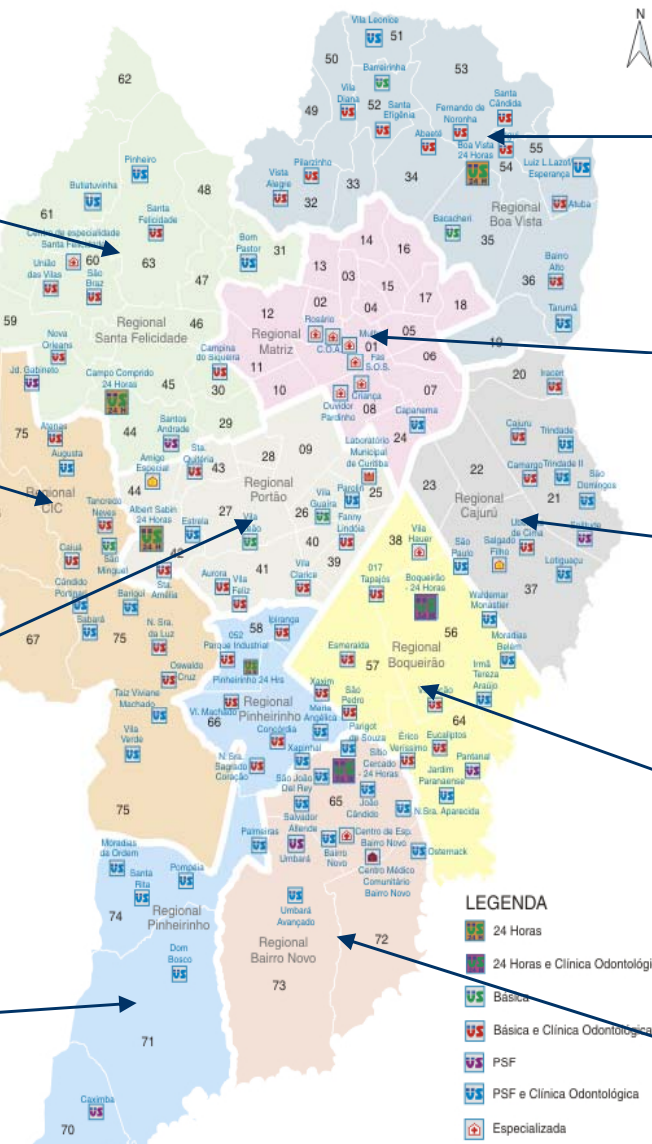 N
Vila Leonice
51
50
53
62
Barreirinha
Vila
Diana
52
Santa
Efigênia
49
Fernando de
Noronha
Santa
Cândida
Abaeté
Boa Vista
24 Horas
54
55
Pinheiro
Pilarzinho
Vista
Alegre
33
34
32
Regional
Boa Vista
Atuba
Butiatuvinha
48
61
Santa
Felicidade
Centro de especialidade
Santa Felicidade
60
63
União
das Vilas
São
Braz
47
Bom
Pastor
31
14
16
Bacacheri
35
13
03
15
Bairro
Alto
36
02
04
17
18
12
59
46
Regional
Santa Felicidade
Regional
Matriz
Rosário
C.O.A.
01
05
Tarumã
19
Nova
Orleans
Fas
S.O.S.
06
11
Campina
do Siqueira
Jd. Gabineto
Campo Comprido
24 Horas
45
30
10
Criança
07
20
Iraceri
Ouvidor
Pardinho
08
Capanema
75
44
Santos
Andrade
29
24
Atenas
Augusta
Amigo
Especial
Sta.
Quitéria
43
28
09
Laboratório
Municipal
de Curitiba
Cajuru
Trindade
Camargo
Trindade II
22
23
21
São
Domingos
Regional
CIC
44
Regional
Portão
Regional
Cajurú
Tancredo
Neves
Albert Sabin
24 Horas
Estrela
27
Vila
Guaíra
26
Parolin
25
Fanny
Lindóia
38
Vila
Hauer
São
Paulo
Salgado
Filho
Caiuá
São
Minguel
42
Sta.
Amélia
40
39
Lotiguaçu
Cândido
Portinari
41
Aurora
Vila
Feliz
Vila
Clarice
017
Tapajós
Boqueirão
- 24 Horas
37
Waldemar
Monastier
Sabará
Barigui
67
75
N. Sra.
da Luz
58
Ipiranga
052
Parque Industrial
Pinheirinho 24 Hrs
Esmeralda
57
Regional
Boqueirão
56
Moradias
Belém
Oswaldo
Cruz
Irmã
Tereza
Araújo
Taiz Viviane
Machado
Vl. Machado
66
Regional
Pinheirinho
Xaxim
São
Pedro
Meria
Angélica
64
Vila
Verde
Concórdia
Xapinhal
Parigot
de Souza
Érico
Veríssimo
Eucaliptos
Pantanal
N. Sra.
Sagrado
Coração
São João
Del Rey
Sítio
Cercado
- 24 Horas
Jardim
Paranaense
75
65
João
Cândido
N.Sra. Aparecida
Salvador
Allende
Palmeiras
Umbará
Bairro
Novo
Centro de Esp.
Bairro Novo
Osternack
Centro Médico
Comunitário
Bairro Novo
Moradias
da Ordem
Santa
Rita
Pompéia
74
Regional
Pinheirinho
Umbará
Avançado
Regional
Bairro Novo
72
73
Dom
Bosco
71
Caximba
70
LEGENDA
24 Horas
24 Horas e Clínica Odontológi
Básica
Básica e Clínica Odontológica
PSF
PSF e Clínica Odontológica
Especializada